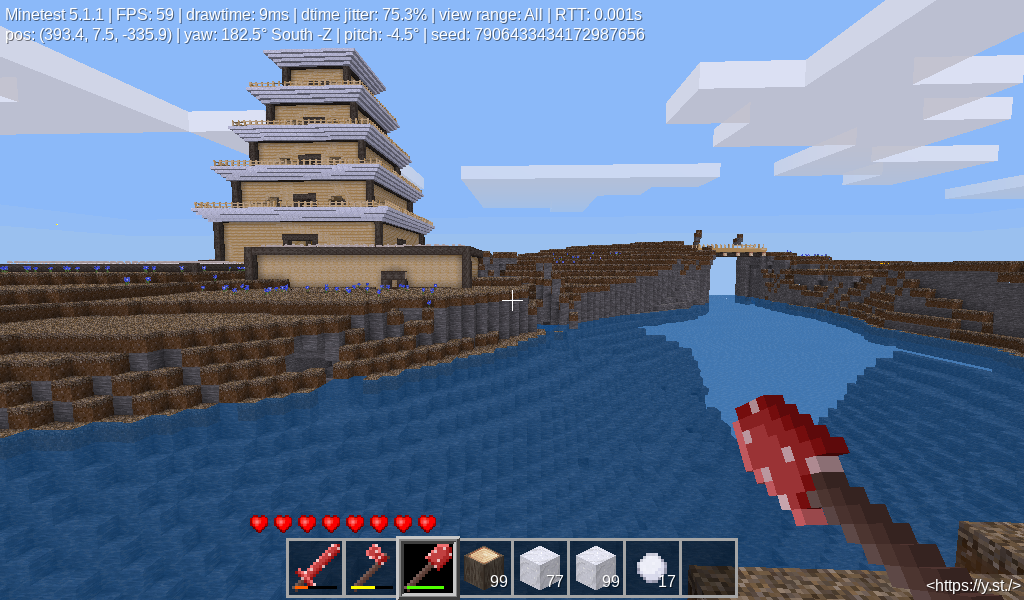 Minetest 5.1.1 | FPS: 59 | drawtime: 9ms | dtime jitter: 75.3% | view range: All | RTT: 0.001s
pos: (393.4, 7.5, -335.9) | yaw: 182.5° South -Z | pitch: -4.5° | seed: 7906433434172987656
99 77 99 17
<https://y.st./>